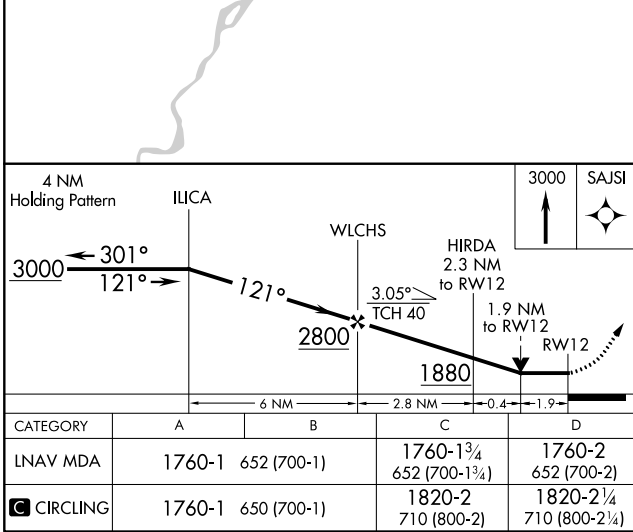 4 NM
Holding Pattern
ILICA
3000
SAJSI
WLCHS
HIRDA
2.3 NM
to RW12
301°
3000
121°
121°
3.05°
TCH 40
1.9 NM
to RW12
2800
RW12
1880
6 NM
2.8 NM
0.4
1.9
CATEGORY A B C D
LNAV MDA 1760-1 652 (700-1) 1760-1¾ 1760-2
652 (700-1¾) 652 (700-2)
C CIRCLING 1760-1 650 (700-1) 1820-2 1820-2¼
710 (800-2) 710 (800-2¼)